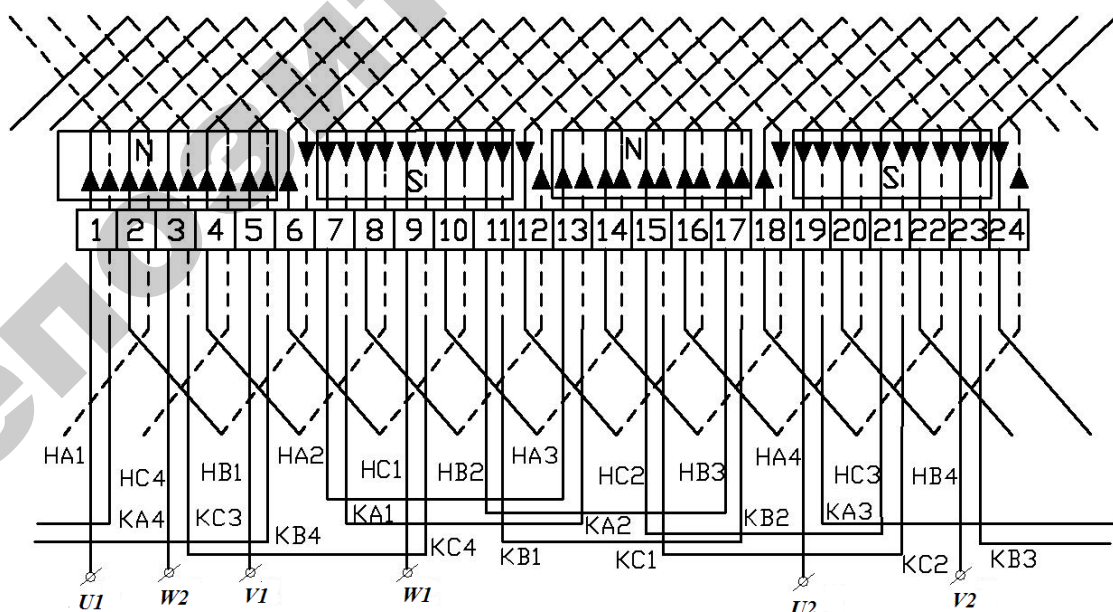 епозит
N
S
N
S
1 2 3 4 5 6 7 8 9 10 11 12 13 14 15 16 17 18 19 20 21 22 23 24
HA1
HC4
HB1
HA2
HC1
HB2
HA3
HC2
HB3
HA4
HC3
HB4
KA4
KC3
KB4
KA1
KC4
KB1
KA2
KC1
KB2
KA3
KC2
KB3
U1
W2
V1
W1
U2
V2